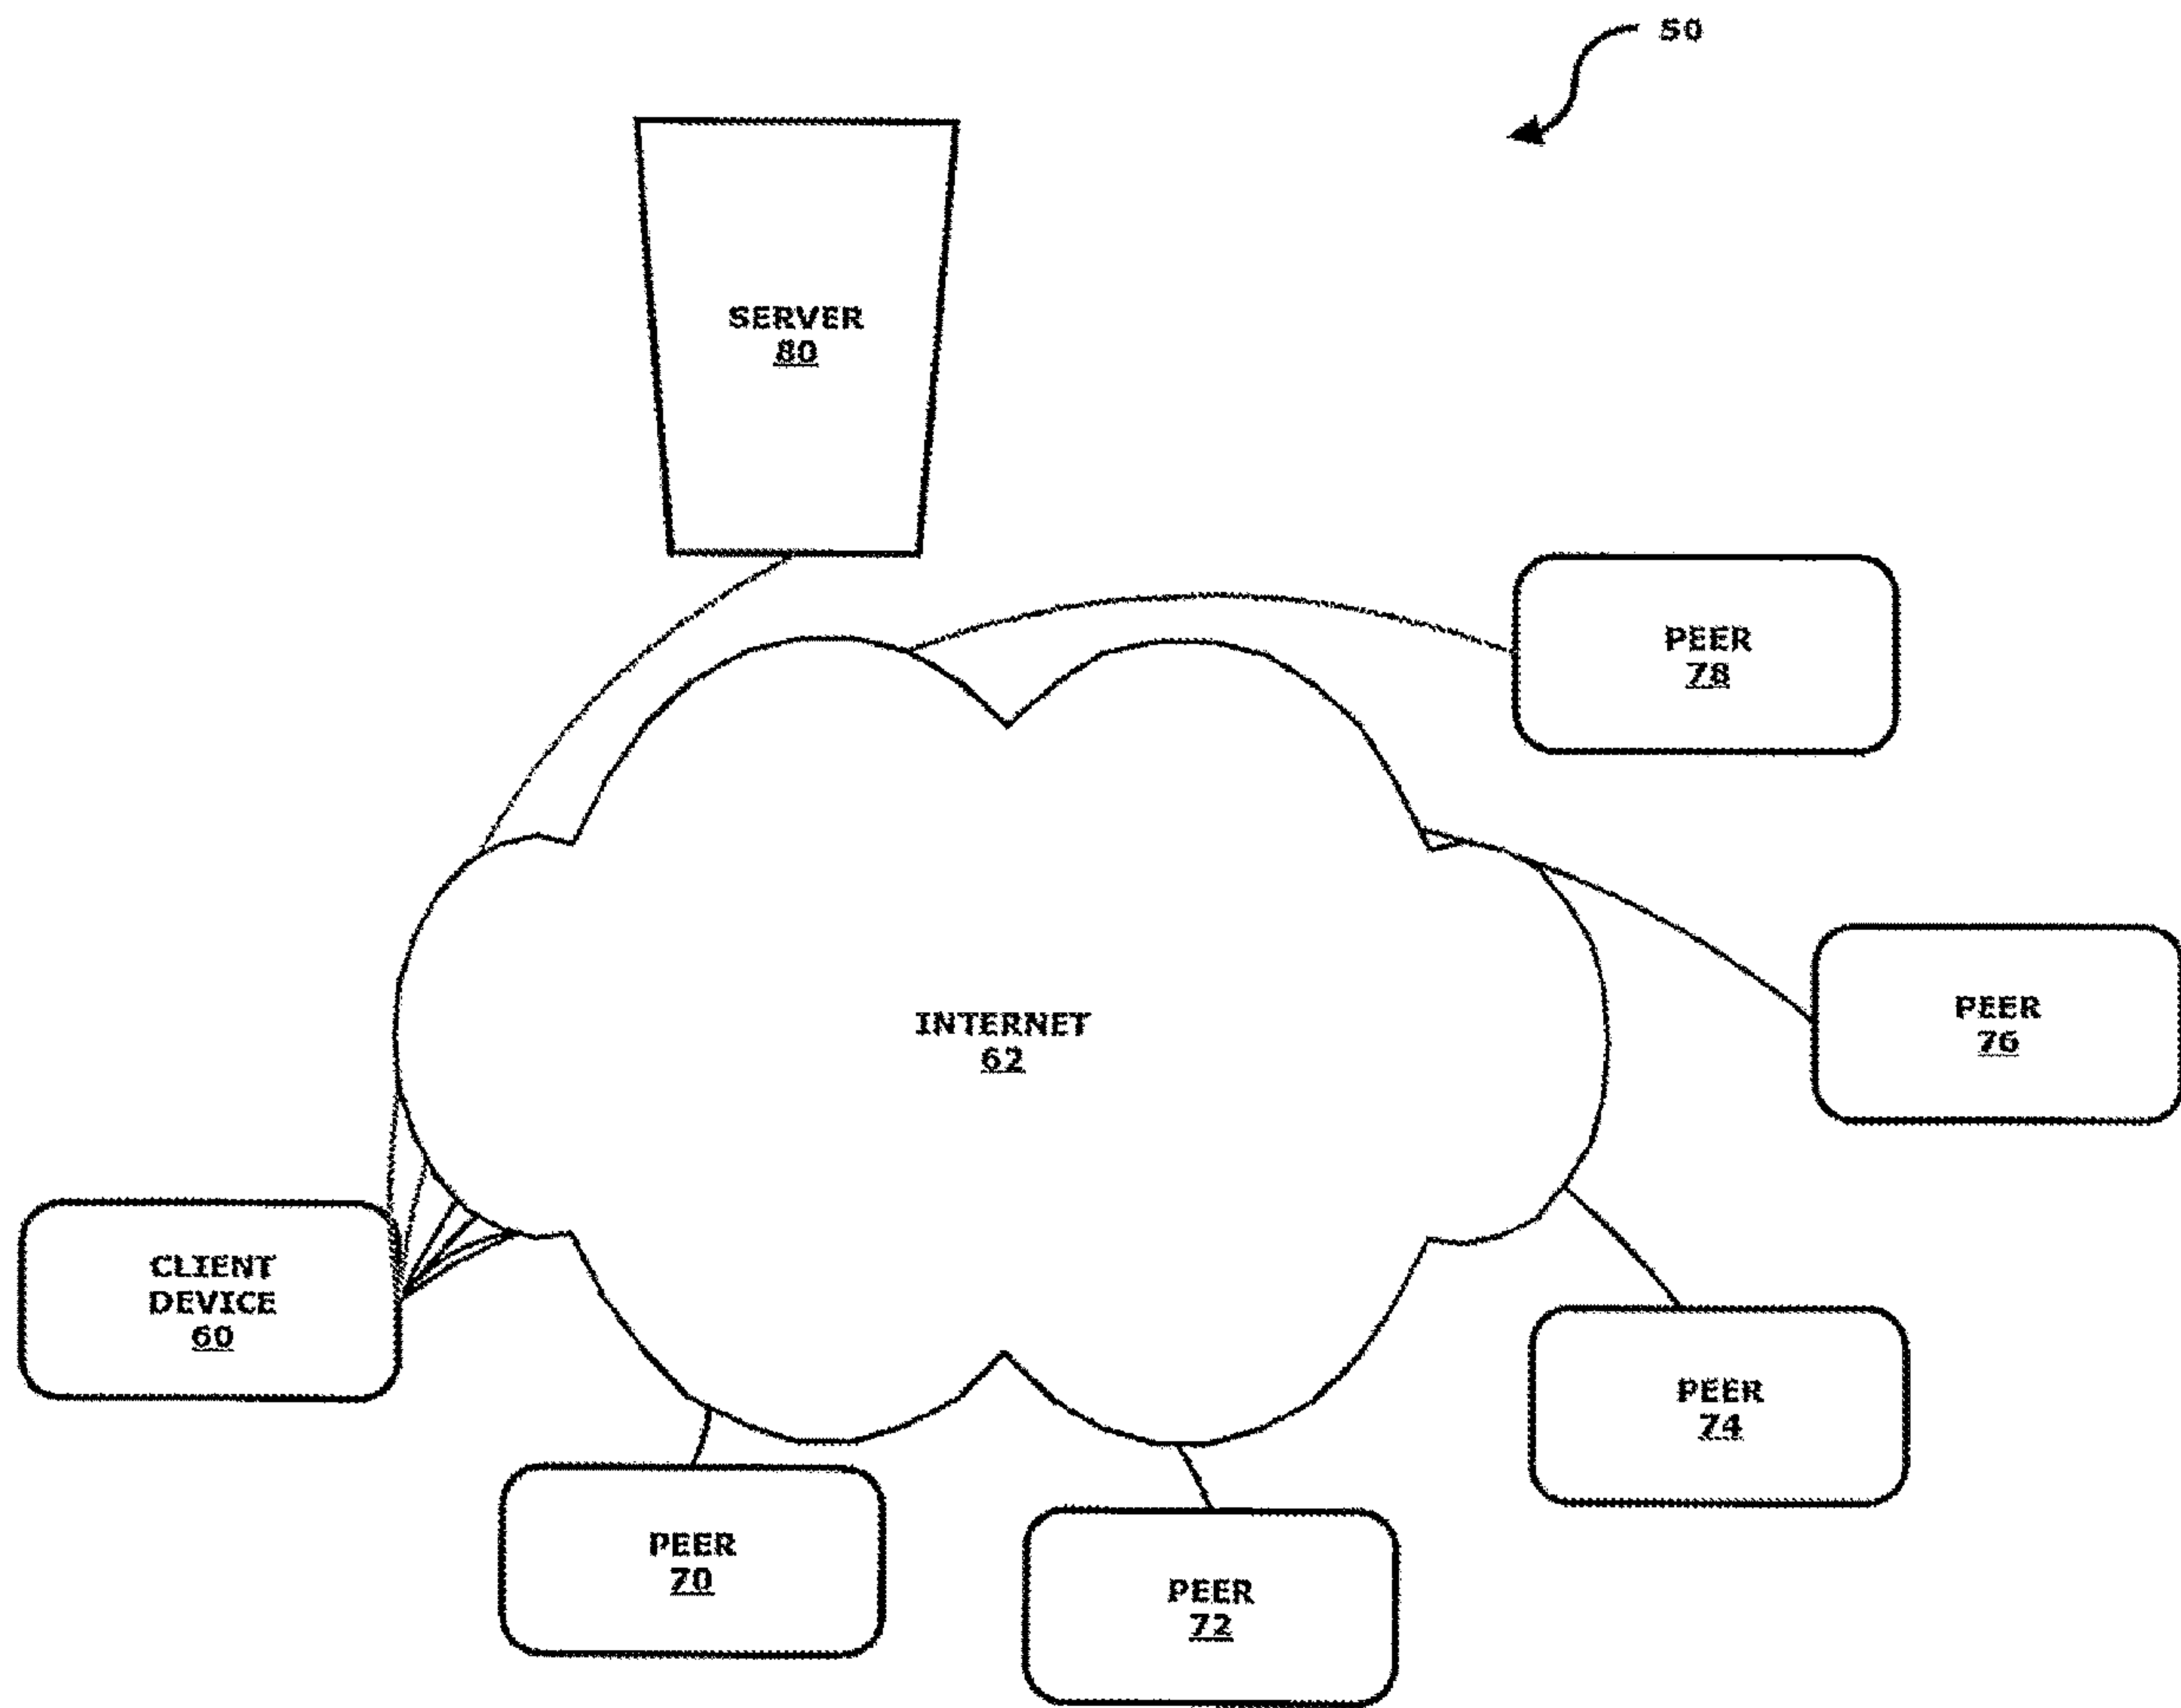 50
SERVER
80
PEER
78
INTERNET
62
PEER
76
CLIENT
DEVICE
60
PEER
74
PEER
70
PEER
72